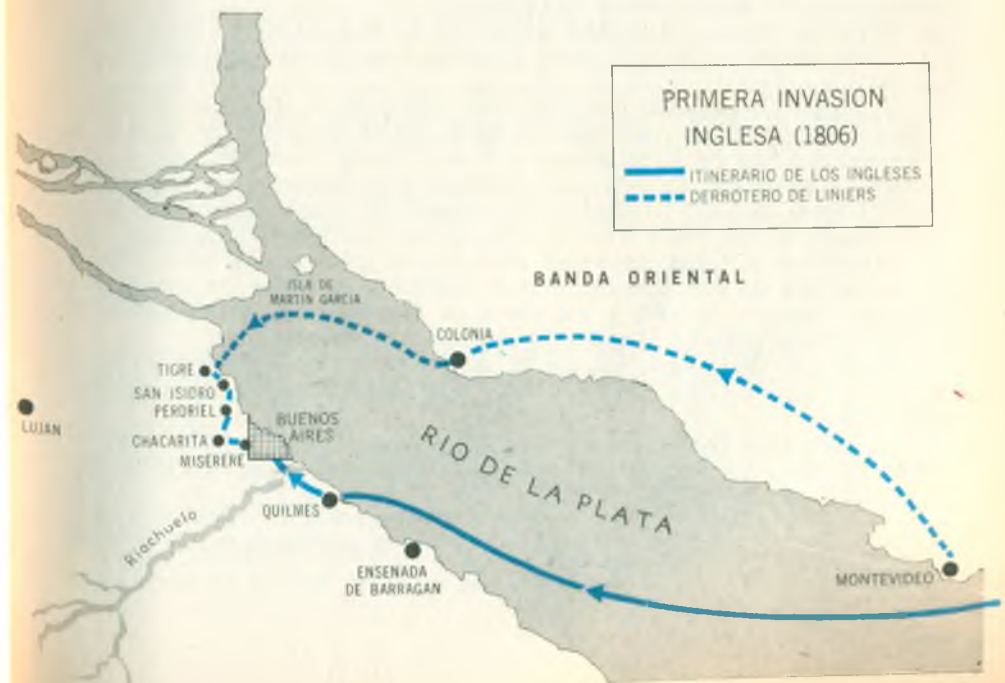 PRIMERA INVASION
INGLESA (1806)
ITINERARIO DE LOS INGLESES
DERROTERO DE LINIERS
BANDA ORIENTAL
ISLA DE
MARTIN GARCIA
COLONIA
TIGRE
SAN ISIDRO
PERDRIEL
LUJAN
BUENOS
AIRES
CHACARITA
MISERERE
RIO DE LA PLATA
QUILMES
Riachuelo
ENSENADA
DE BARRAGAN
MONTEVIDEO